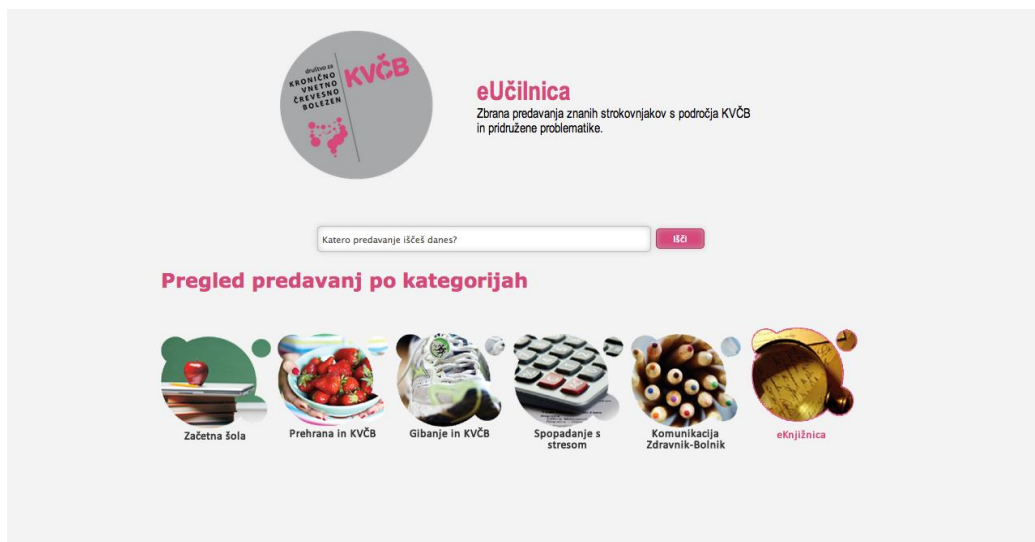 društvo za
KRONIČNO
VNETNO
ČREVESNO
BOLEZEN
KVČB
eUčilnica
Zbrana predavanja znanih strokovnjakov s področja KVČB
in pridružene problematike.
Katero predavanje iščeš danes?
IŠČI
Pregled predavanj po kategorijah
Začetna šola
Prehrana in KVČB
Gibanje in KVČB
Spopadanje s
stresom
Komunikacija
Zdravnik-Bolnik
eKnjižnica